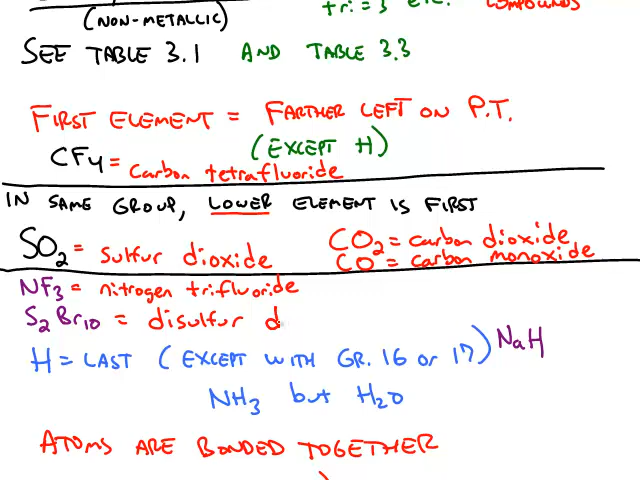 (NON-METALLIC) tri = 3 etc. COMPOUNDS
SEE TABLE 3.1 AND TABLE 3.3
FIRST ELEMENT = FARTHER LEFT ON P.T.
(EXCEPT H)
CF4 = carbon tetrafluoride
IN SAME GROUP, LOWER ELEMENT IS FIRST
SO2 = sulfur dioxide
CO2 = carbon dioxide
CO = carbon monoxide
NF3 = nitrogen trifluoride
S2Br10 = disulfur d
H = LAST (EXCEPT WITH GR. 16 or 17) NaH
NH3 but H2O
ATOMS ARE BONDED TOGETHER